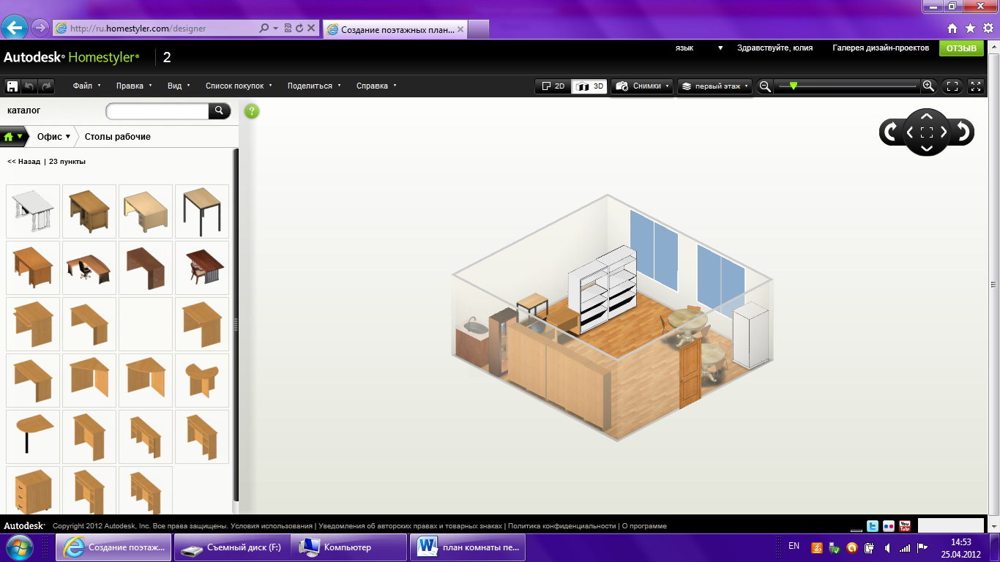 http://ru.homestyler.com/designer
Создание поэтажных план...
Autodesk® Homestyler® 2
язык Здравствуйте, юлия Галерея дизайн-проектов ОТЗЫВ
Файл Правка Вид Список покупок Поделиться Справка 2D 3D Снимки первый этаж
каталог
?
Офис Столы рабочие
<< Назад | 23 пункты
Autodesk® Copyright 2012 Autodesk, Inc. Все права защищены. Условия использования | Уведомления об авторских правах и товарных знаках | Политика конфиденциальности | О программе
You Tube
Создание поэтаж... Съемный диск (F:) Компьютер план комнаты пе... EN 14:53
25.04.2012